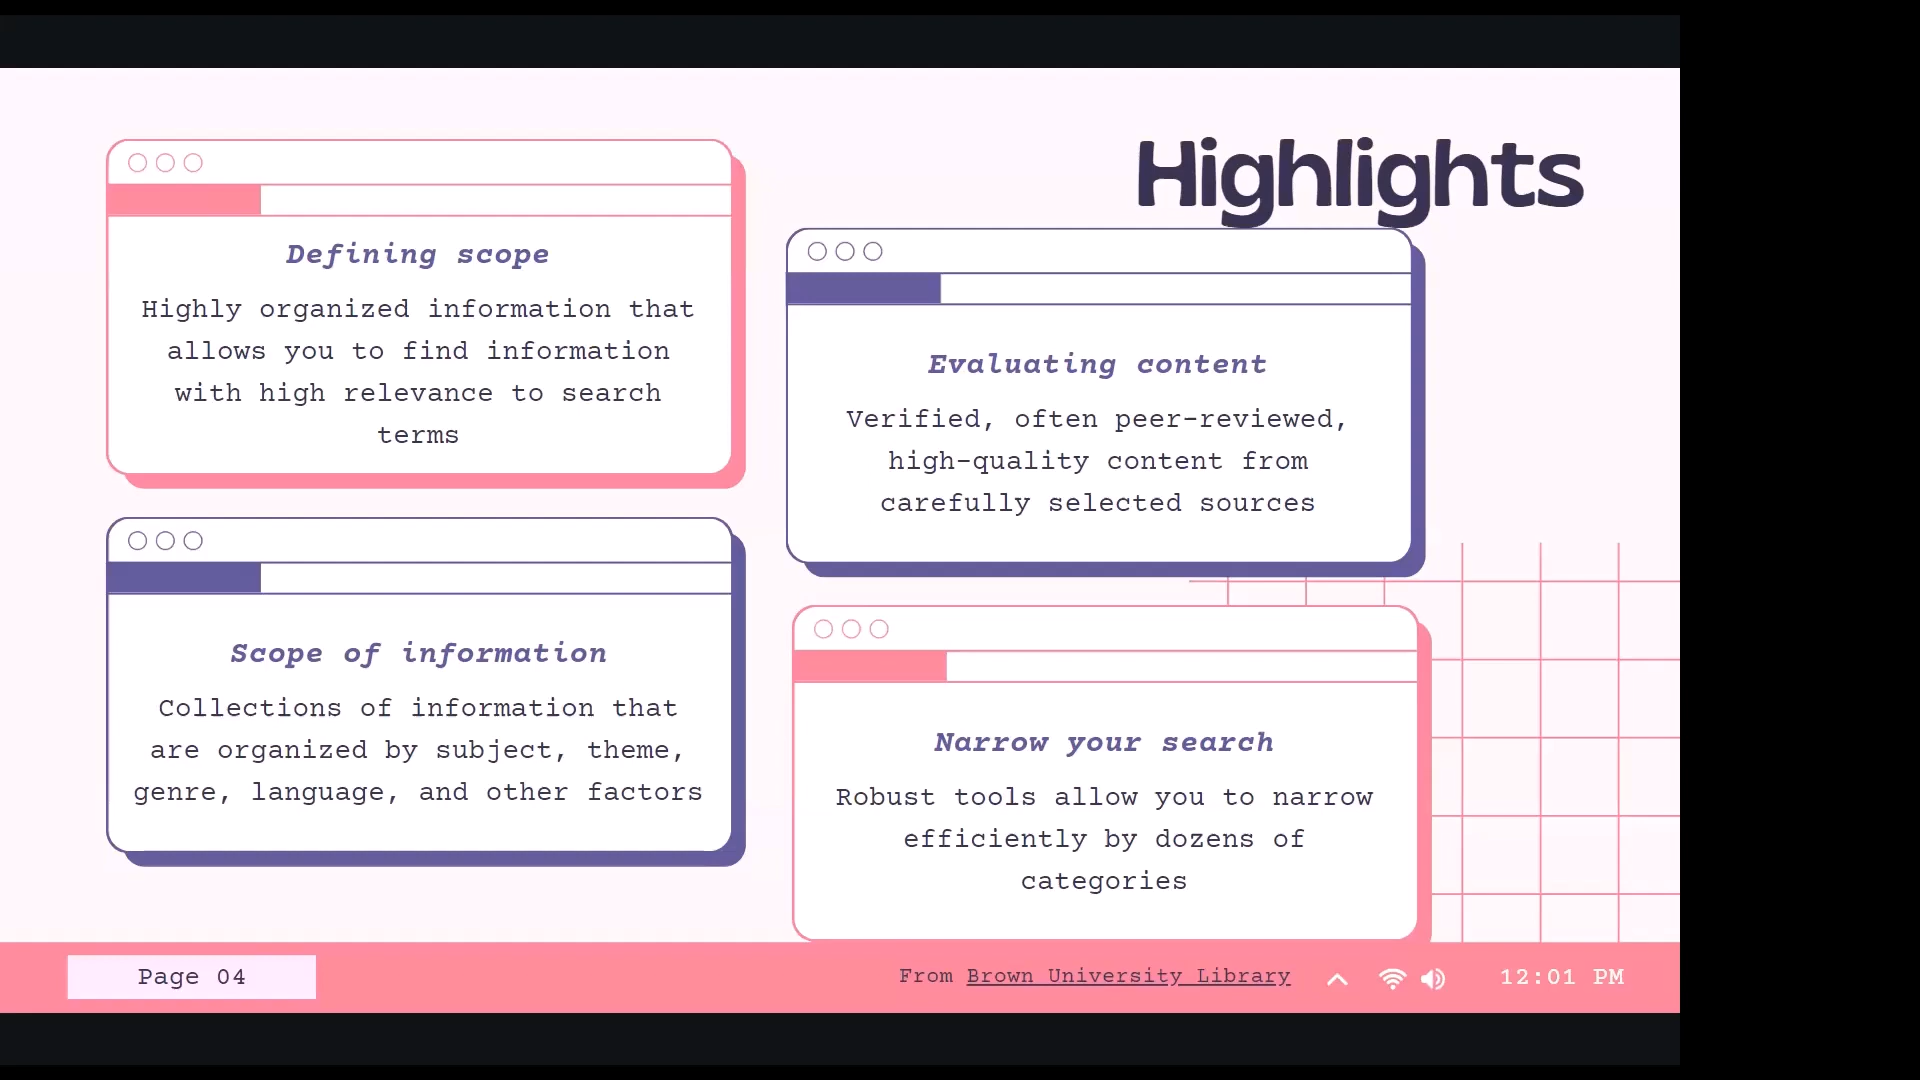 Highlights
Defining scope
Highly organized information that
allows you to find information
with high relevance to search
terms
Evaluating content
Verified, often peer-reviewed,
high-quality content from
carefully selected sources
Scope of information
Collections of information that
are organized by subject, theme,
genre, language, and other factors
Narrow your search
Robust tools allow you to narrow
efficiently by dozens of
categories
Page 04
From Brown University Library
12:01 PM